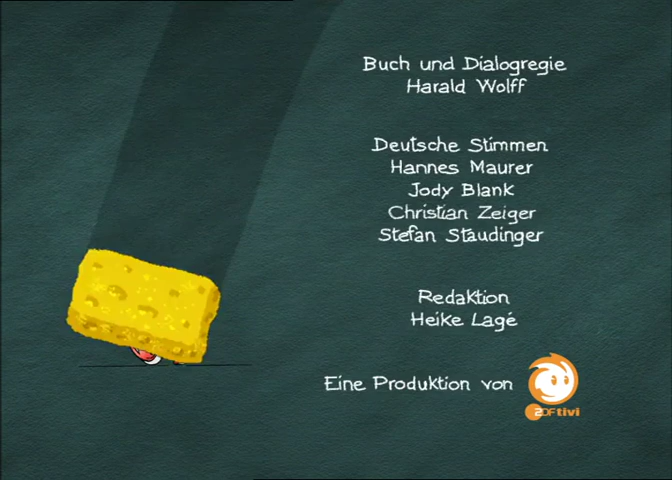 Buch und Dialogregie
Harald Wolff
Deutsche Stimmen
Hannes Maurer
Jody Blank
Christian Zeiger
Stefan Staudinger
Redaktion
Heike Lagé
Eine Produktion von
ZDFtivi